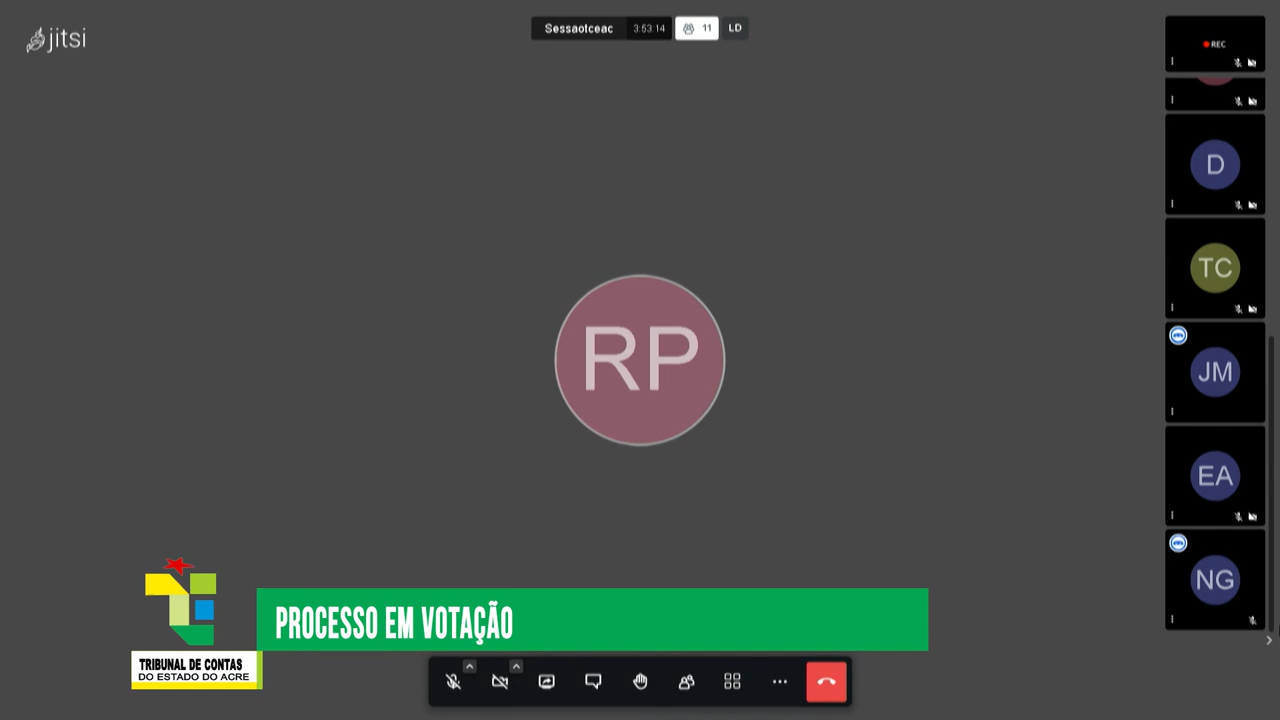 jitsi
Sessaotceac 3:53:14 11 LD
REC
D
TC
JM
EA
NG
RP
PROCESSO EM VOTAÇÃO
TRIBUNAL DE CONTAS
DO ESTADO DO ACRE